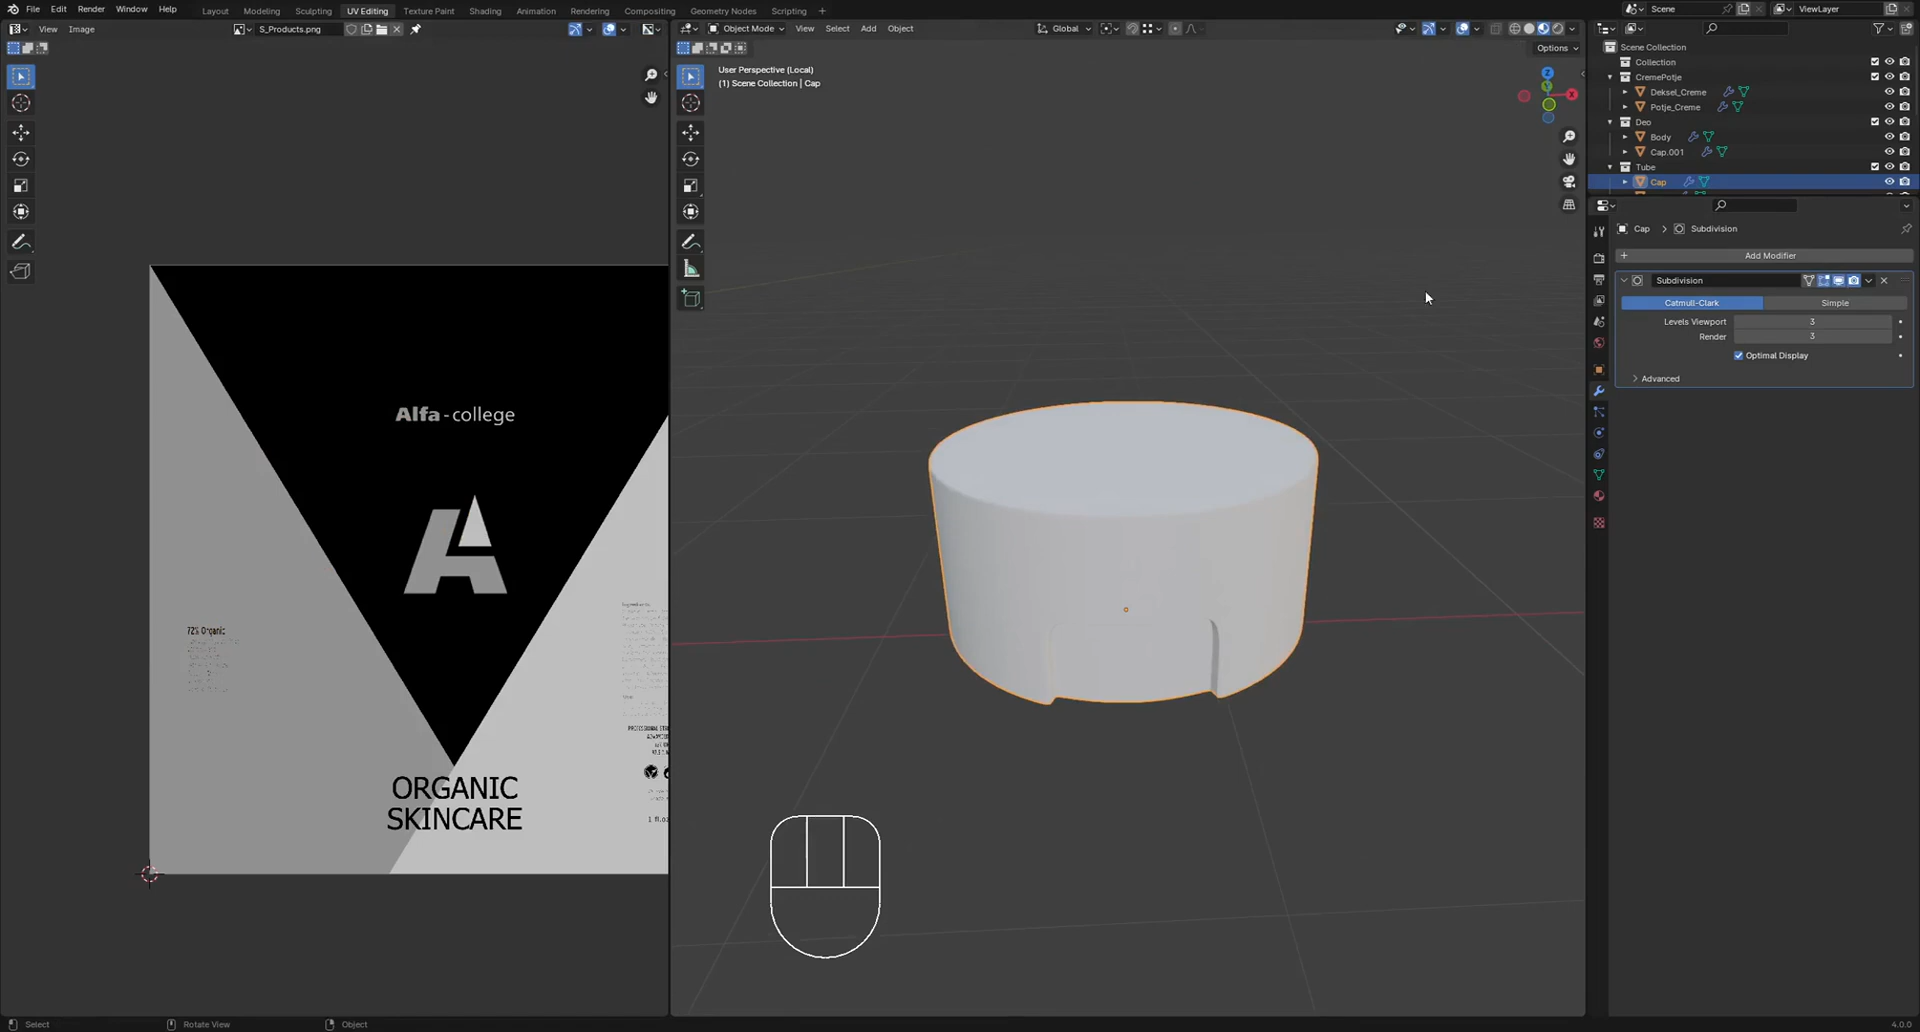 File Edit Render Window Help Layout Modeling Sculpting UV Editing Texture Paint Shading Animation Rendering Compositing Geometry Nodes Scripting + Scene ViewLayer
View Image S_Products.png Object Mode View Select Add Object Global
Options
User Perspective (Local)
(1) Scene Collection | Cap
Z
Y
X
Scene Collection
Collection
CremePotje
Deksel_Creme
Potje_Creme
Deo
Body
Cap.001
Tube
Cap
Cap > Subdivision
+ Add Modifier
Subdivision
Catmull-Clark Simple
Levels Viewport 3
Render 3
Optimal Display
Advanced
Alfa-college
A
72% Organic
ORGANIC
SKINCARE
Select Rotate View Object 4.0.0